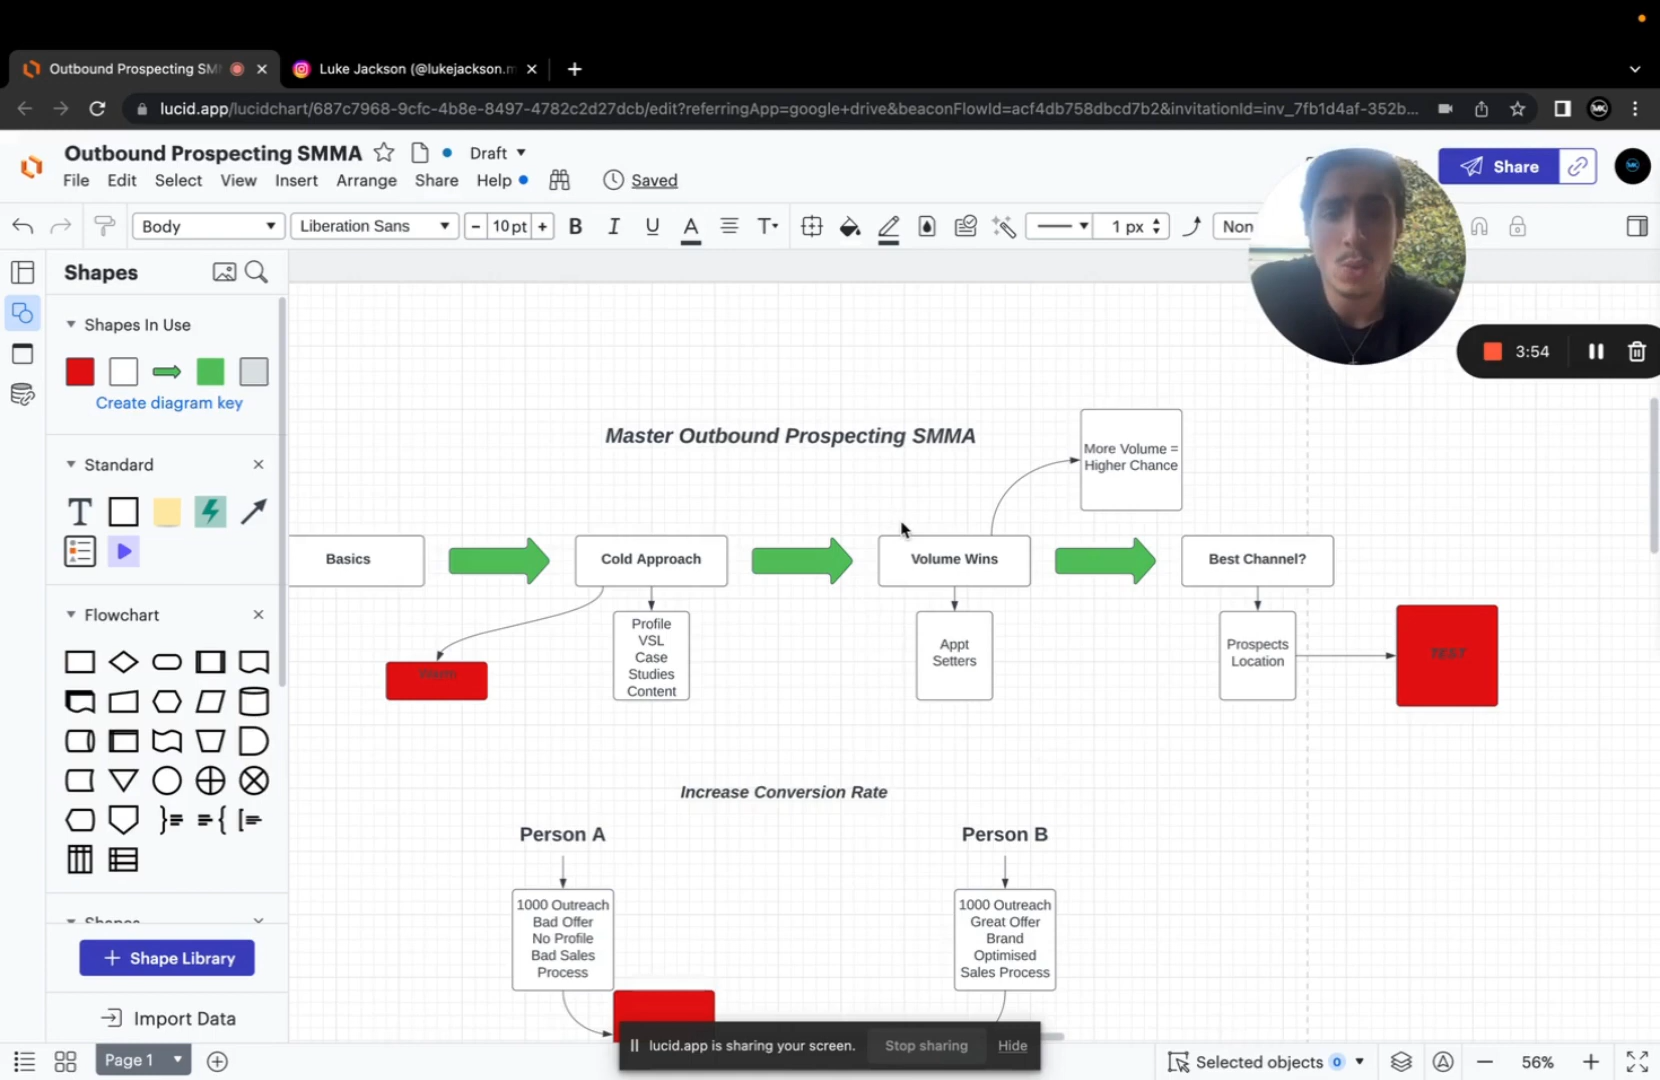 Outbound Prospecting SM
Luke Jackson (@lukejackson.m
lucid.app/lucidchart/687c7968-9cfc-4b8e-8497-4782c2d27dcb/edit?referringApp=google+drive&beaconFlowId=acf4db758dbcd7b2&invitationId=inv_7fb1d4af-352b...
Outbound Prospecting SMMA
Draft
File Edit Select View Insert Arrange Share Help
Saved
Share
Body
Liberation Sans
10 pt
B I U A T
1 px
Non
Shapes
Shapes In Use
Create diagram key
Standard
T
Flowchart
Shapes
Shape Library
Import Data
3:54
Master Outbound Prospecting SMMA
More Volume =
Higher Chance
Basics
Cold Approach
Volume Wins
Best Channel?
Profile
VSL
Case
Studies
Content
Appt
Setters
Prospects
Location
TEST
Increase Conversion Rate
Person A
Person B
1000 Outreach
Bad Offer
No Profile
Bad Sales
Process
1000 Outreach
Great Offer
Brand
Optimised
Sales Process
lucid.app is sharing your screen.
Stop sharing
Hide
Page 1
Selected objects 0
56%